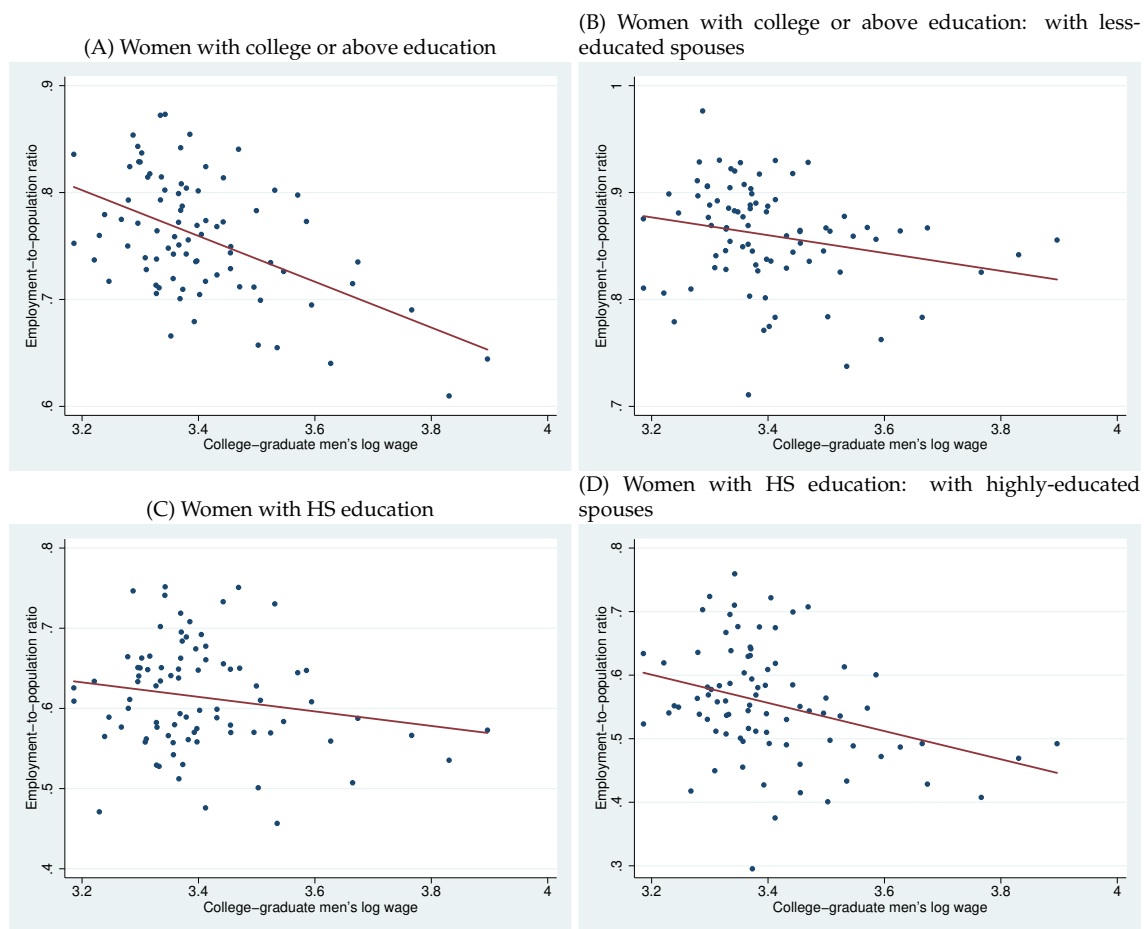 (A) Women with college or above education
(B) Women with college or above education: with less-
educated spouses
.9
.8
.7
.6
Employment−to−population ratio
3.2 3.4 3.6 3.8 4
College−graduate men's log wage
1
.9
.8
.7
Employment−to−population ratio
3.2 3.4 3.6 3.8 4
College−graduate men's log wage
(C) Women with HS education
(D) Women with HS education: with highly-educated
spouses
.8
.7
.6
.5
.4
Employment−to−population ratio
3.2 3.4 3.6 3.8 4
College−graduate men's log wage
.8
.7
.6
.5
.4
.3
Employment−to−population ratio
3.2 3.4 3.6 3.8 4
College−graduate men's log wage